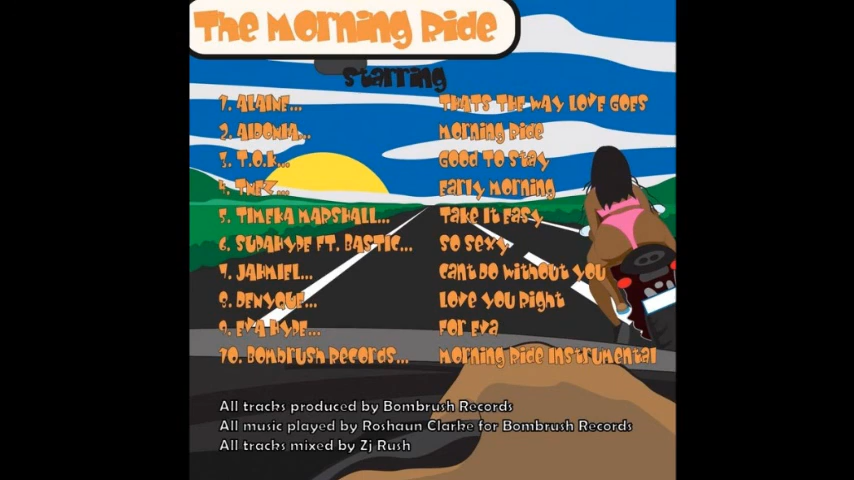 The Morning Ride
starring
1. ALAINE... THATS THE WAY LOVE GOES
2. AIDONIA... Morning Ride
3. T.O.K... Good To Stay
4. ... Early Morning
5. TIMEKA MARSHALL... Take It Easy
6. SUPAHYPE FT. BASTIC... So Sexy
7. JAHMIEL... Cant Do Without You
8. DENYQUE... Love You Right
9. EVA HYPE... For Eva
10. Bombrush Records... Morning Ride Instrumental
All tracks produced by Bombrush Records
All music played by Roshaun Clarke for Bombrush Records
All tracks mixed by Zj Rush